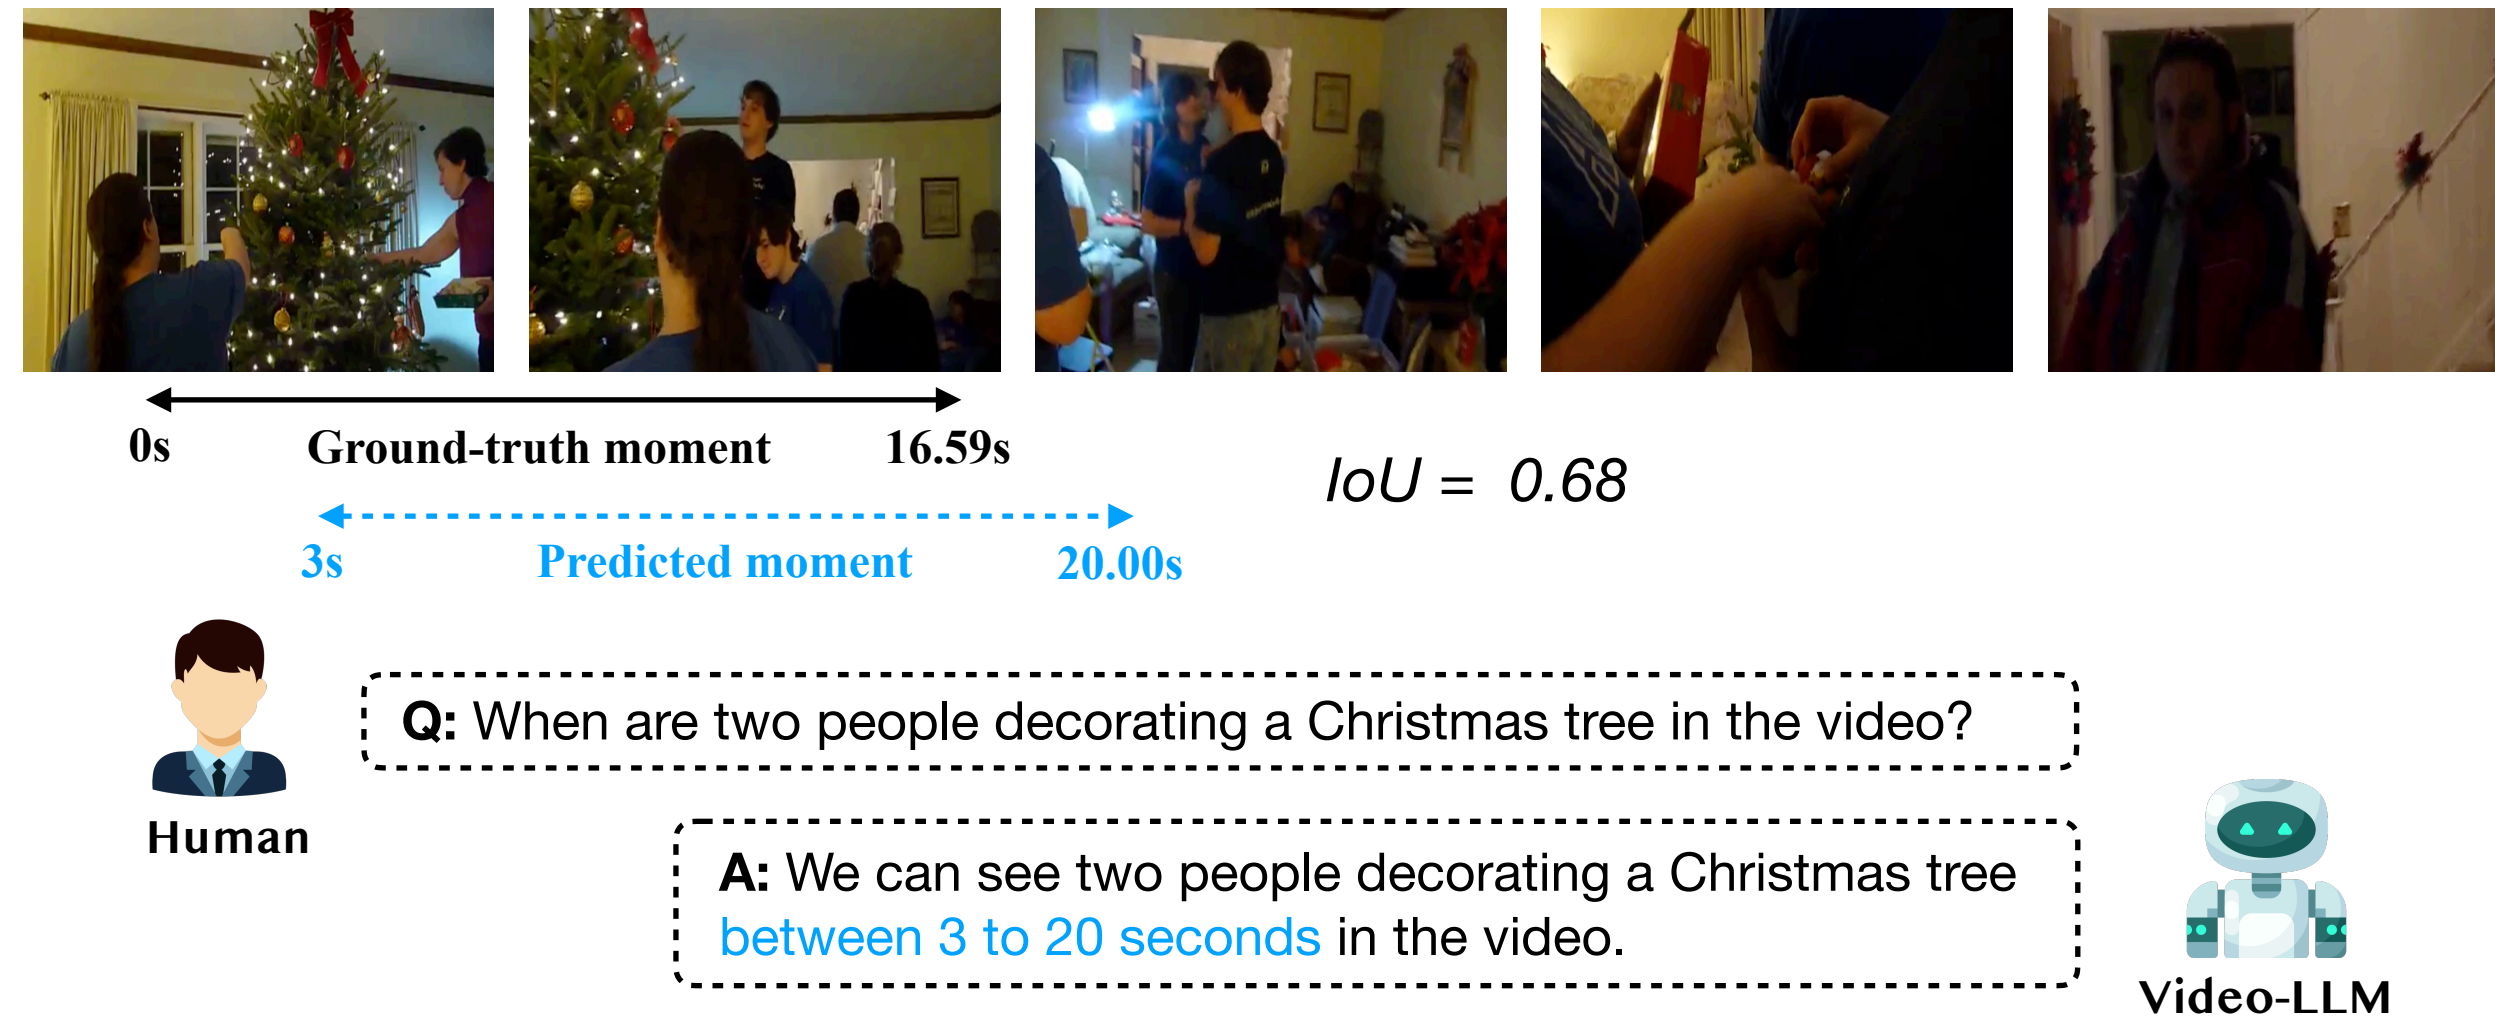 0s Ground-truth moment 16.59s
IoU = 0.68
3s Predicted moment 20.00s
Q: When are two people decorating a Christmas tree in the video?
Human
A: We can see two people decorating a Christmas tree
between 3 to 20 seconds in the video.
Video-LLM